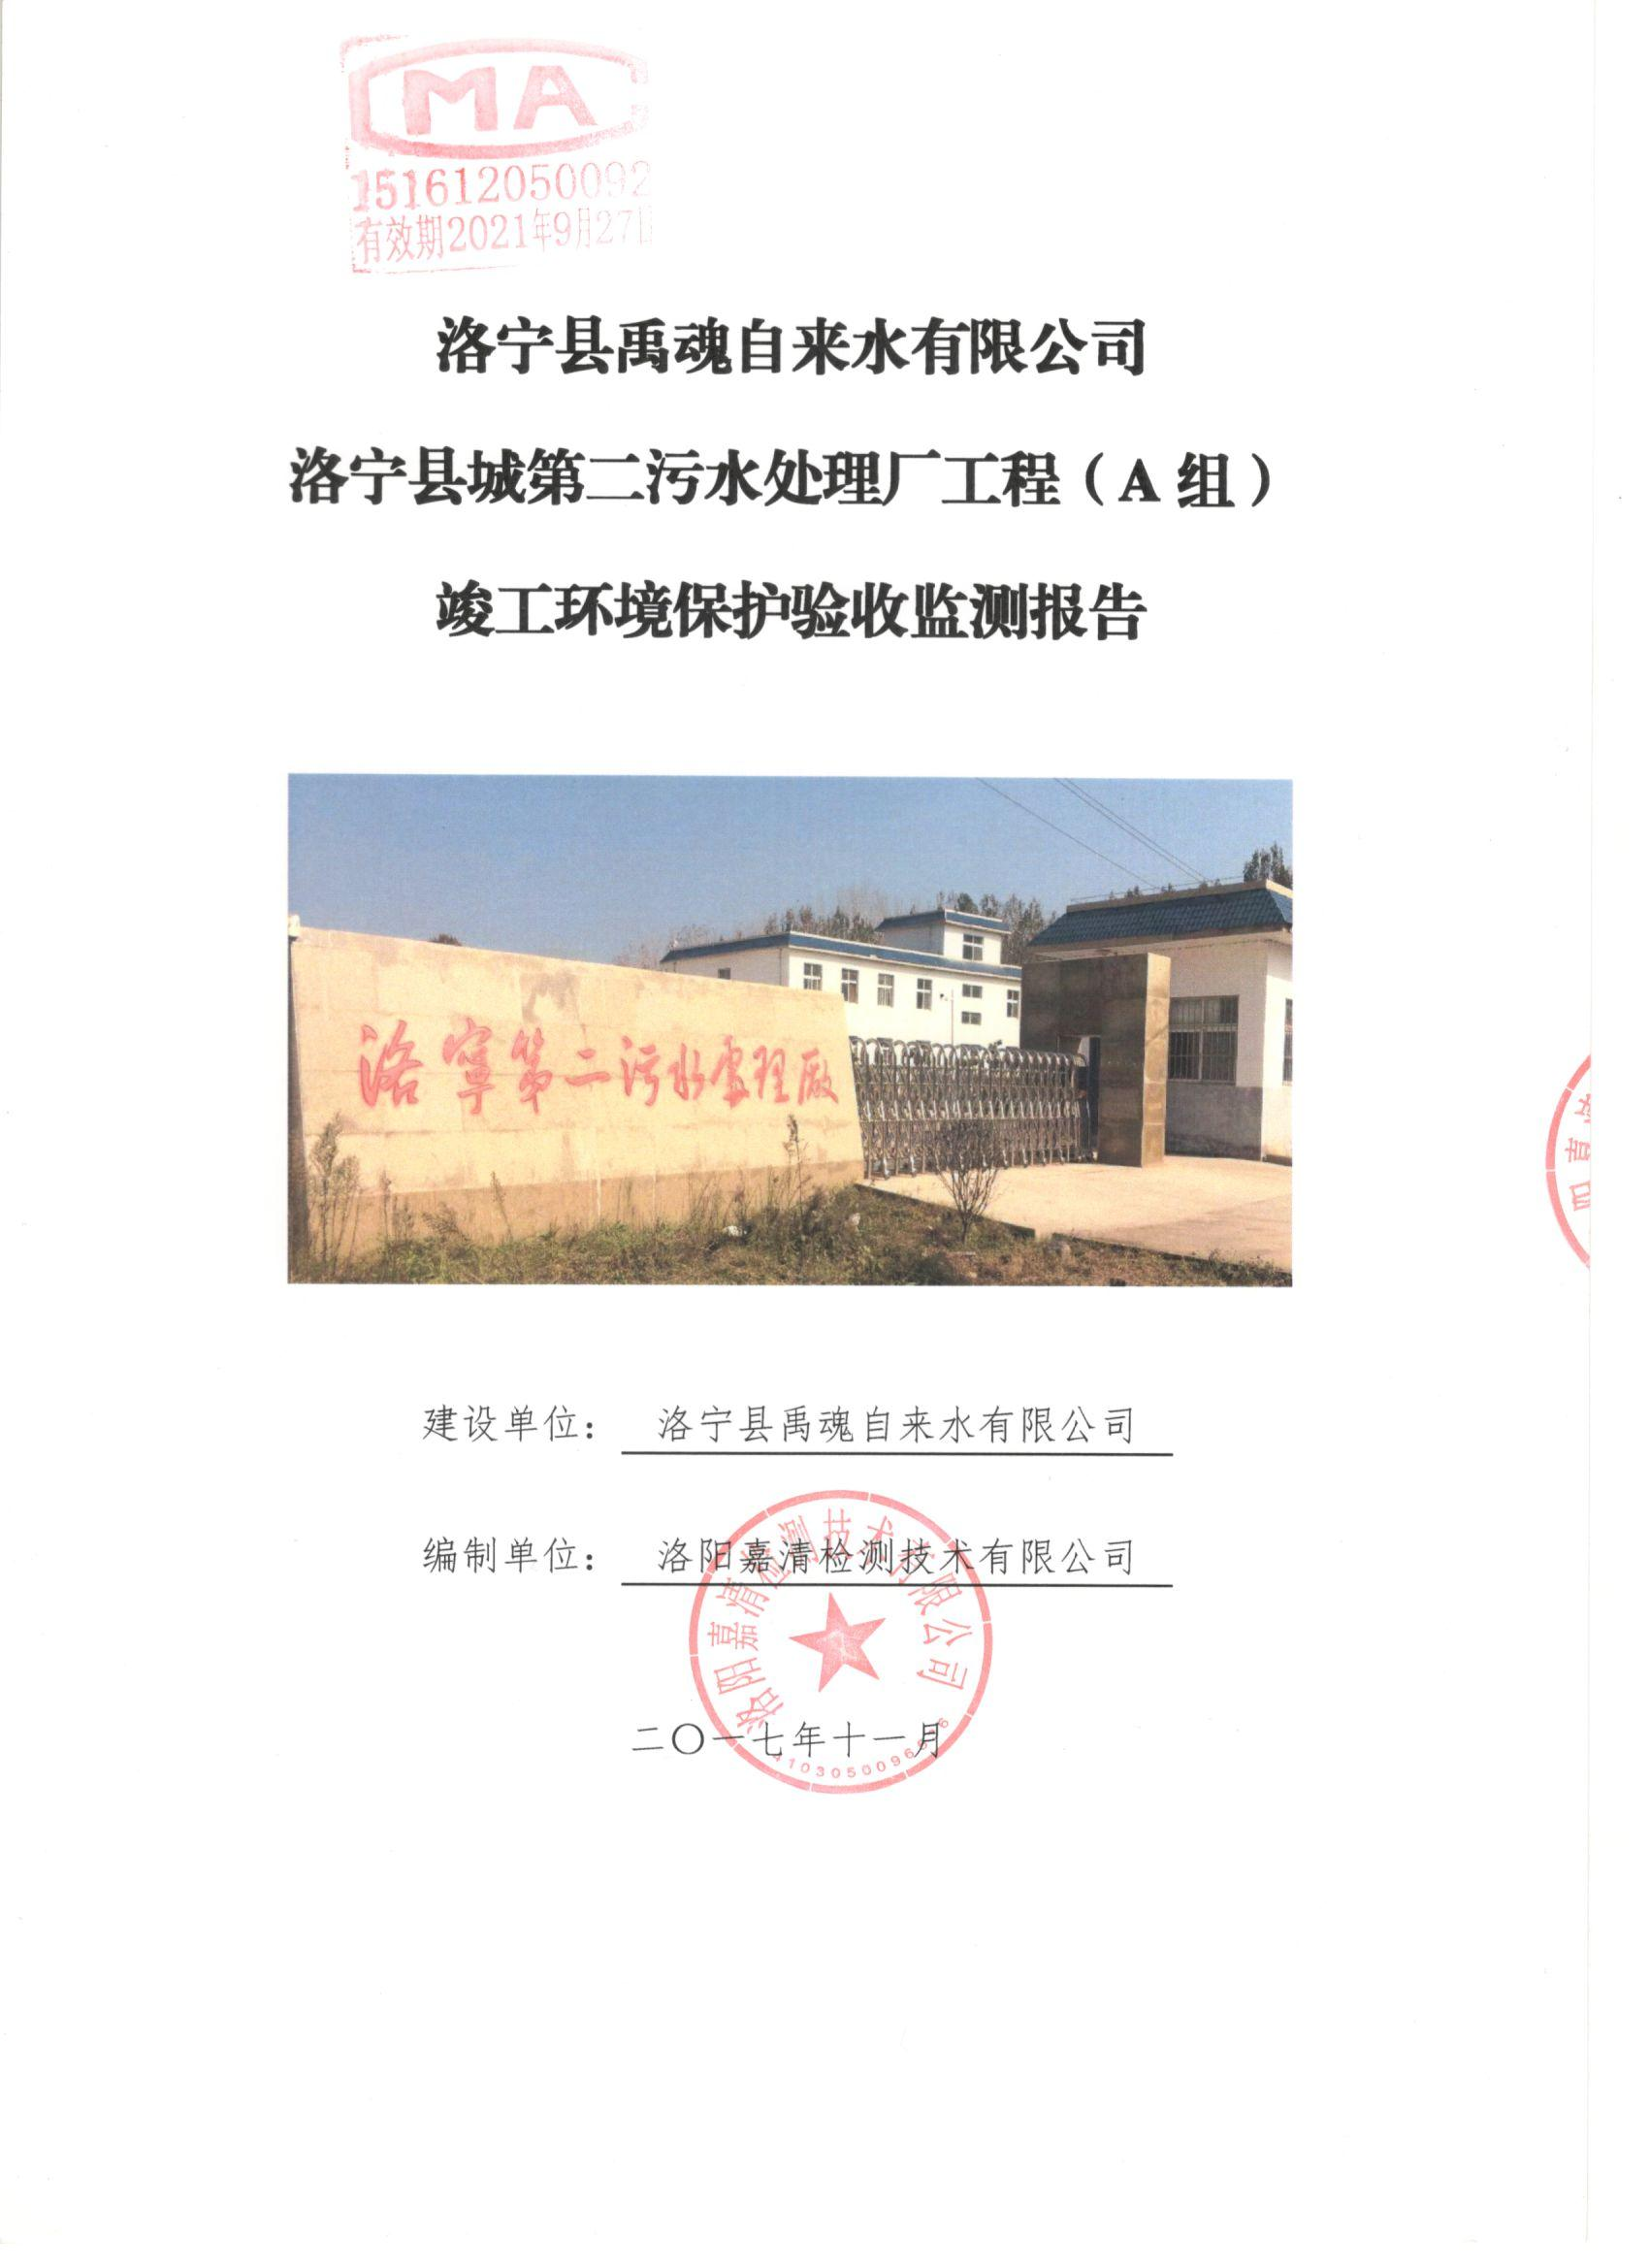 MA
151612050092
有效期2021年9月27日
洛宁县禹魂自来水有限公司
洛宁县城第二污水处理厂工程（A 组）
竣工环境保护验收监测报告
洛寧第二污水處理廠
建设单位： 洛宁县禹魂自来水有限公司
编制单位： 洛阳嘉清检测技术有限公司
洛阳嘉清检测技术有限公司
二〇一七年十一月